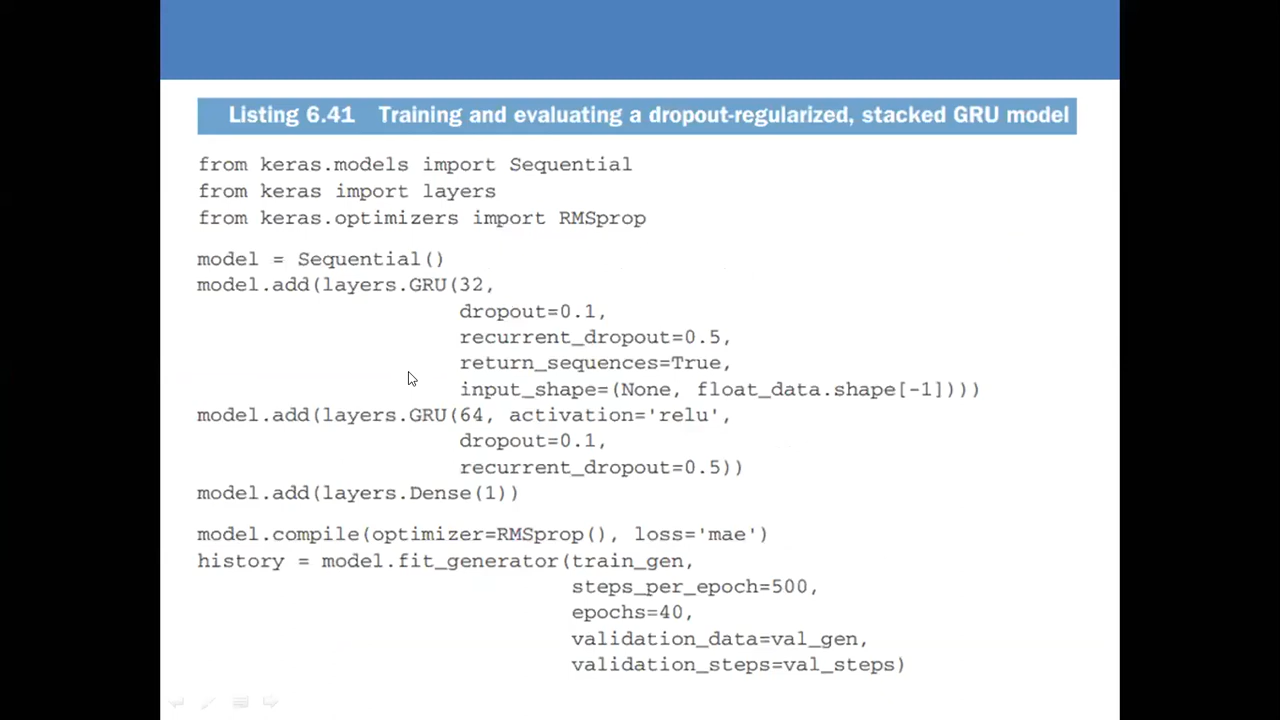 Listing 6.41 Training and evaluating a dropout-regularized, stacked GRU model
from keras.models import Sequential
from keras import layers
from keras.optimizers import RMSprop
model = Sequential()
model.add(layers.GRU(32,
dropout=0.1,
recurrent_dropout=0.5,
return_sequences=True,
input_shape=(None, float_data.shape[-1])))
model.add(layers.GRU(64, activation='relu',
dropout=0.1,
recurrent_dropout=0.5))
model.add(layers.Dense(1))
model.compile(optimizer=RMSprop(), loss='mae')
history = model.fit_generator(train_gen,
steps_per_epoch=500,
epochs=40,
validation_data=val_gen,
validation_steps=val_steps)